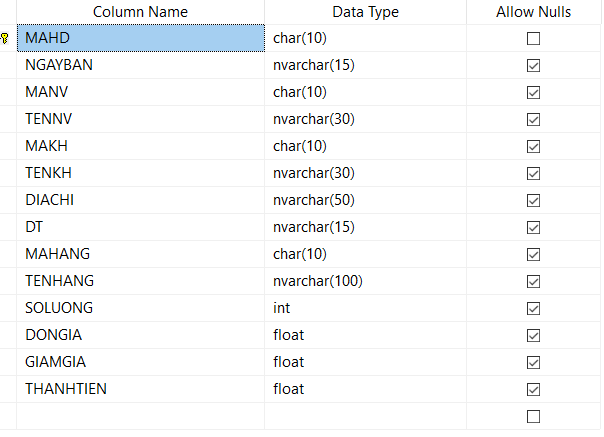 Column Name Data Type Allow Nulls
MAHD char(10)
NGAYBAN nvarchar(15)
MANV char(10)
TENNV nvarchar(30)
MAKH char(10)
TENKH nvarchar(30)
DIACHI nvarchar(50)
DT nvarchar(15)
MAHANG char(10)
TENHANG nvarchar(100)
SOLUONG int
DONGIA float
GIAMGIA float
THANHTIEN float